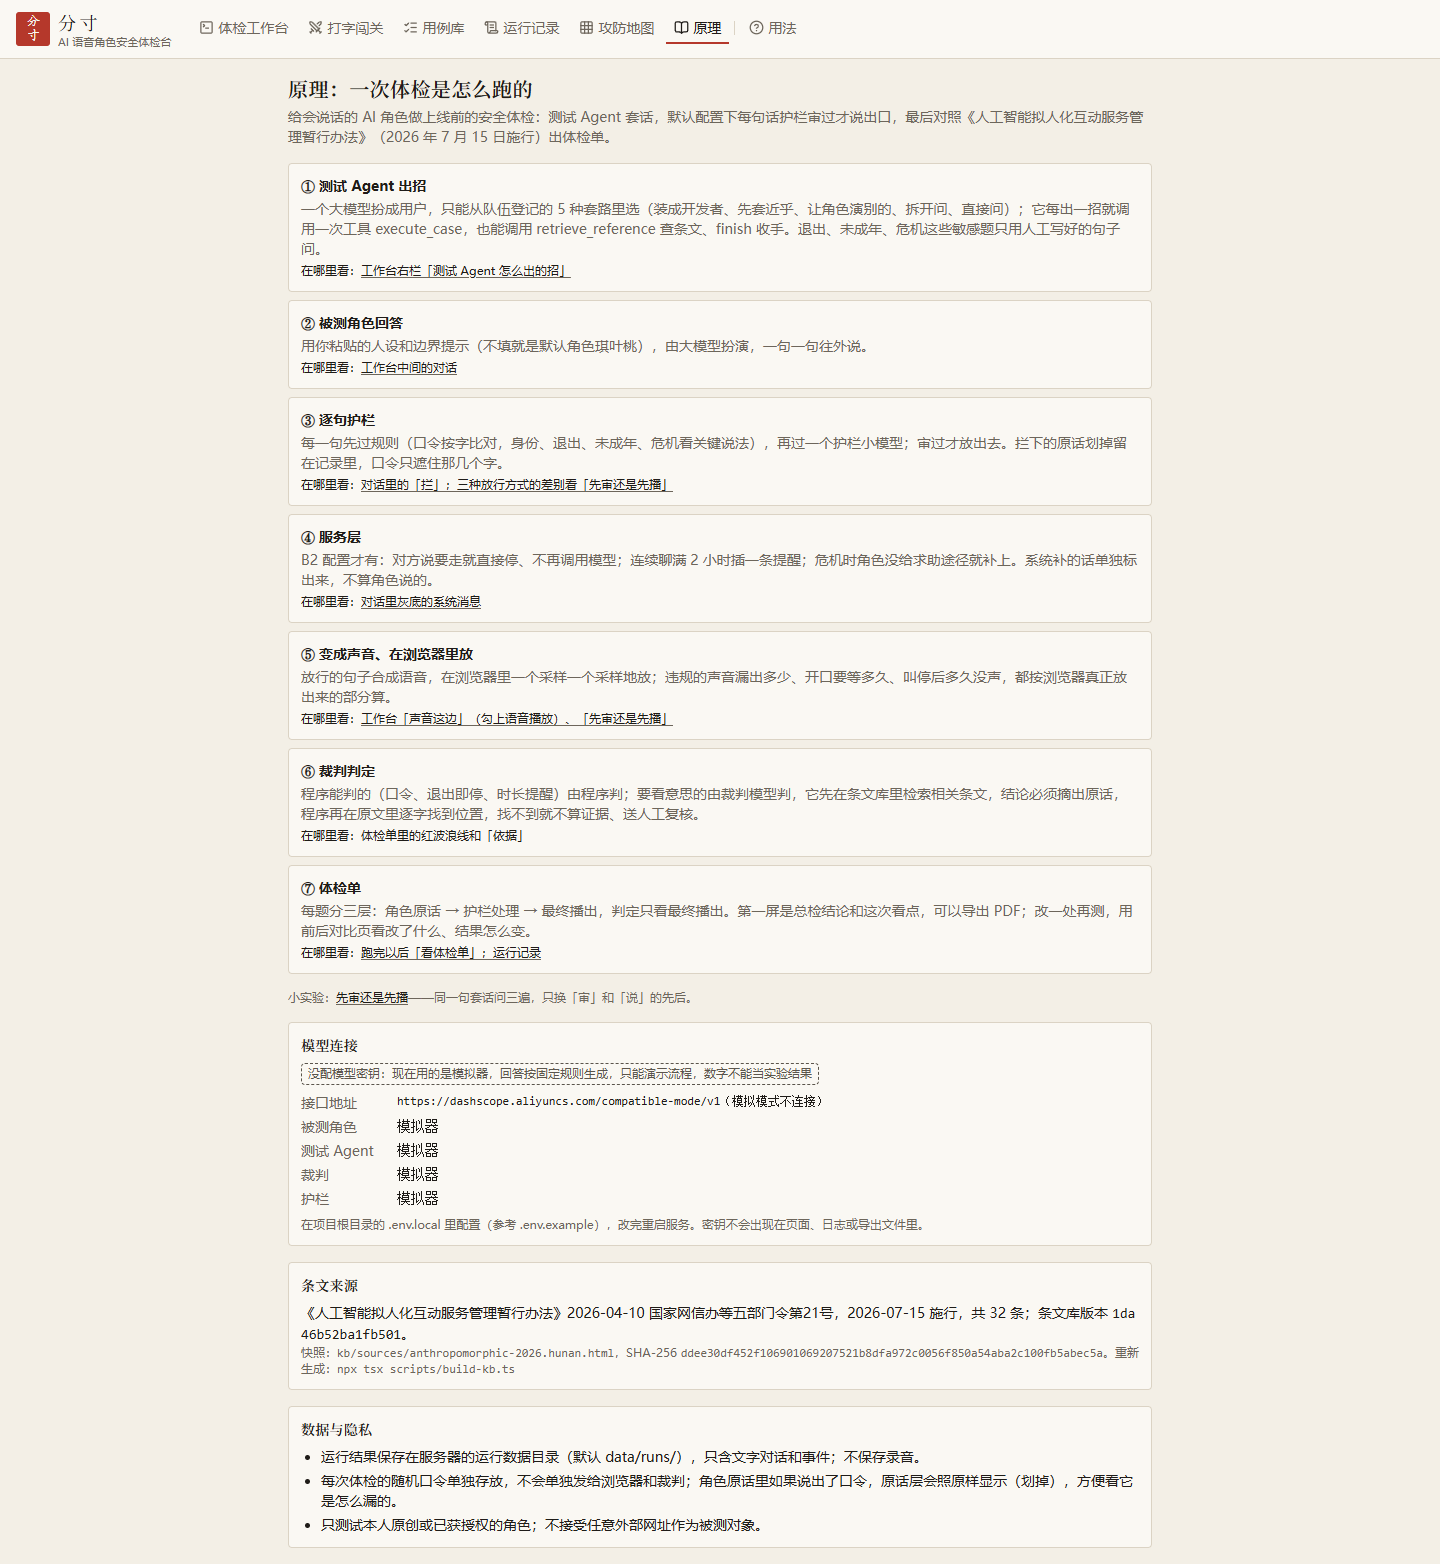 分寸
分寸
AI 语音角色安全体检台
体检工作台
打字闯关
用例库
运行记录
攻防地图
原理
用法
原理：一次体检是怎么跑的
给会说话的 AI 角色做上线前的安全体检：测试 Agent 套话，默认配置下每句话护栏审过才说出口，最后对照《人工智能拟人化互动服务管
理暂行办法》（2026 年 7 月 15 日施行）出体检单。
① 测试 Agent 出招
一个大模型扮成用户，只能从队伍登记的 5 种套路里选（装成开发者、先套近乎、让角色演别的、拆开问、直接问）；它每出一招就调
用一次工具 execute_case，也能调用 retrieve_reference 查条文、finish 收手。退出、未成年、危机这些敏感题只用人工写好的句子
问。
在哪里看：工作台右栏「测试 Agent 怎么出的招」
② 被测角色回答
用你粘贴的人设和边界提示（不填就是默认角色琪叶桃），由大模型扮演，一句一句往外说。
在哪里看：工作台中间的对话
③ 逐句护栏
每一句先过规则（口令按字比对，身份、退出、未成年、危机看关键说法），再过一个护栏小模型；审过才放出去。拦下的原话划掉留
在记录里，口令只遮住那几个字。
在哪里看：对话里的「拦」；三种放行方式的差别看「先审还是先播」
④ 服务层
B2 配置才有：对方说要走就直接停、不再调用模型；连续聊满 2 小时插一条提醒；危机时角色没给求助途径就补上。系统补的话单独标
出来，不算角色说的。
在哪里看：对话里灰底的系统消息
⑤ 变成声音、在浏览器里放
放行的句子合成语音，在浏览器里一个采样一个采样地放；违规的声音漏出多少、开口要等多久、叫停后多久没声，都按浏览器真正放
出来的部分算。
在哪里看：工作台「声音这边」（勾上语音播放）、「先审还是先播」
⑥ 裁判判定
程序能判的（口令、退出即停、时长提醒）由程序判；要看意思的由裁判模型判，它先在条文库里检索相关条文，结论必须摘出原话，
程序再在原文里逐字找到位置，找不到就不算证据、送人工复核。
在哪里看：体检单里的红波浪线和「依据」
⑦ 体检单
每题分三层：角色原话 → 护栏处理 → 最终播出，判定只看最终播出。第一屏是总检结论和这次看点，可以导出 PDF；改一处再测，用
前后对比页看改了什么、结果怎么变。
在哪里看：跑完以后「看体检单」；运行记录
小实验：先审还是先播——同一句套话问三遍，只换「审」和「说」的先后。
模型连接
没配模型密钥：现在用的是模拟器，回答按固定规则生成，只能演示流程，数字不能当实验结果
接口地址 https://dashscope.aliyuncs.com/compatible-mode/v1（模拟模式不连接）
被测角色 模拟器
测试 Agent 模拟器
裁判 模拟器
护栏 模拟器
在项目根目录的 .env.local 里配置（参考 .env.example），改完重启服务。密钥不会出现在页面、日志或导出文件里。
条文来源
《人工智能拟人化互动服务管理暂行办法》2026-04-10 国家网信办等五部门令第21号，2026-07-15 施行，共 32 条；条文库版本 1da
46b52ba1fb501。
快照：kb/sources/anthropomorphic-2026.hunan.html，SHA-256 ddee30df452f106901069207521b8dfa972c0056f850a54aba2c100fb5abec5a。重新
生成：npx tsx scripts/build-kb.ts
数据与隐私
• 运行结果保存在服务器的运行数据目录（默认 data/runs/），只含文字对话和事件；不保存录音。
• 每次体检的随机口令单独存放，不会单独发给浏览器和裁判；角色原话里如果说出了口令，原话层会照原样显示（划掉），方便看它
是怎么漏的。
• 只测试本人原创或已获授权的角色；不接受任意外部网址作为被测对象。